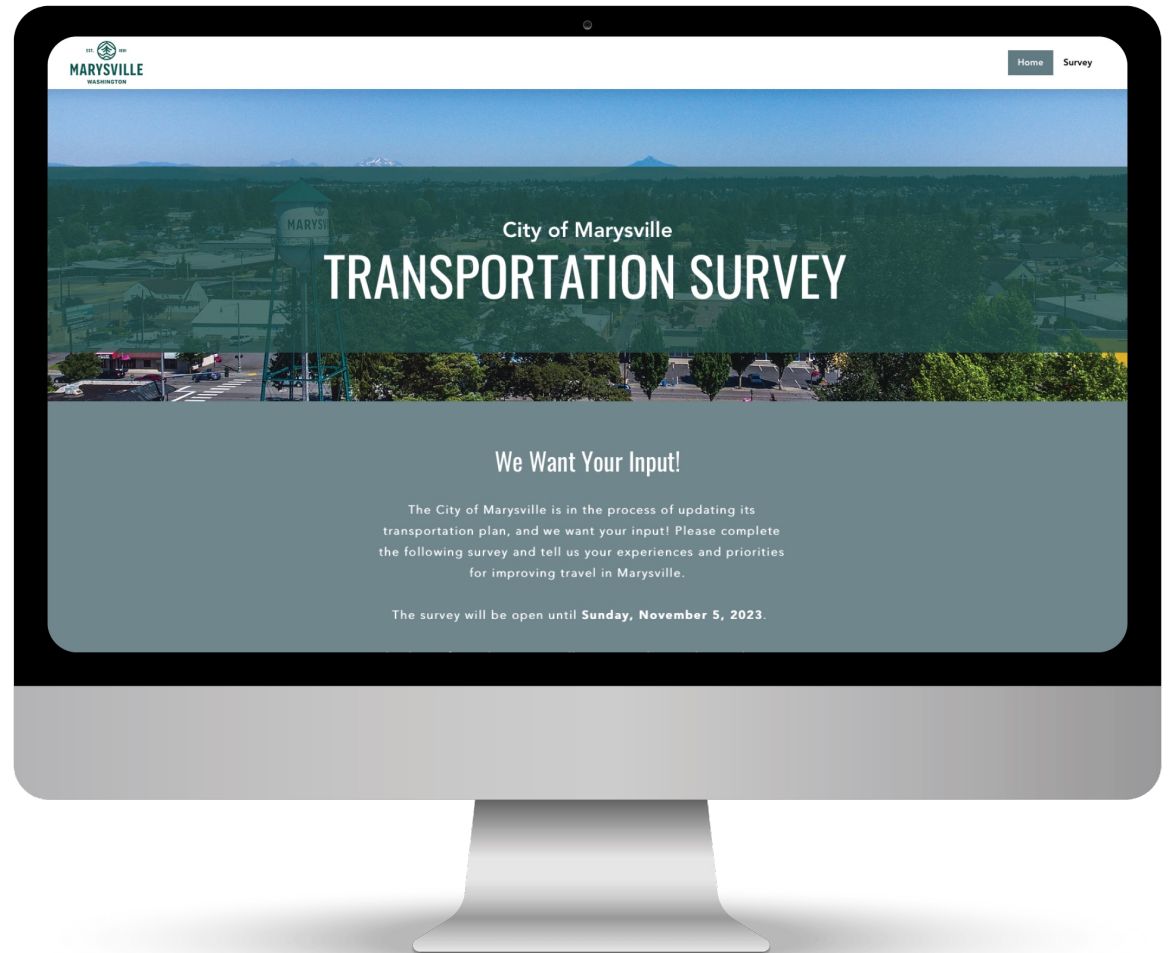 EST. 1891
MARYSVILLE
WASHINGTON
Home Survey
MARYSV
City of Marysville
TRANSPORTATION SURVEY
We Want Your Input!
The City of Marysville is in the process of updating its
transportation plan, and we want your input! Please complete
the following survey and tell us your experiences and priorities
for improving travel in Marysville.
The survey will be open until Sunday, November 5, 2023.